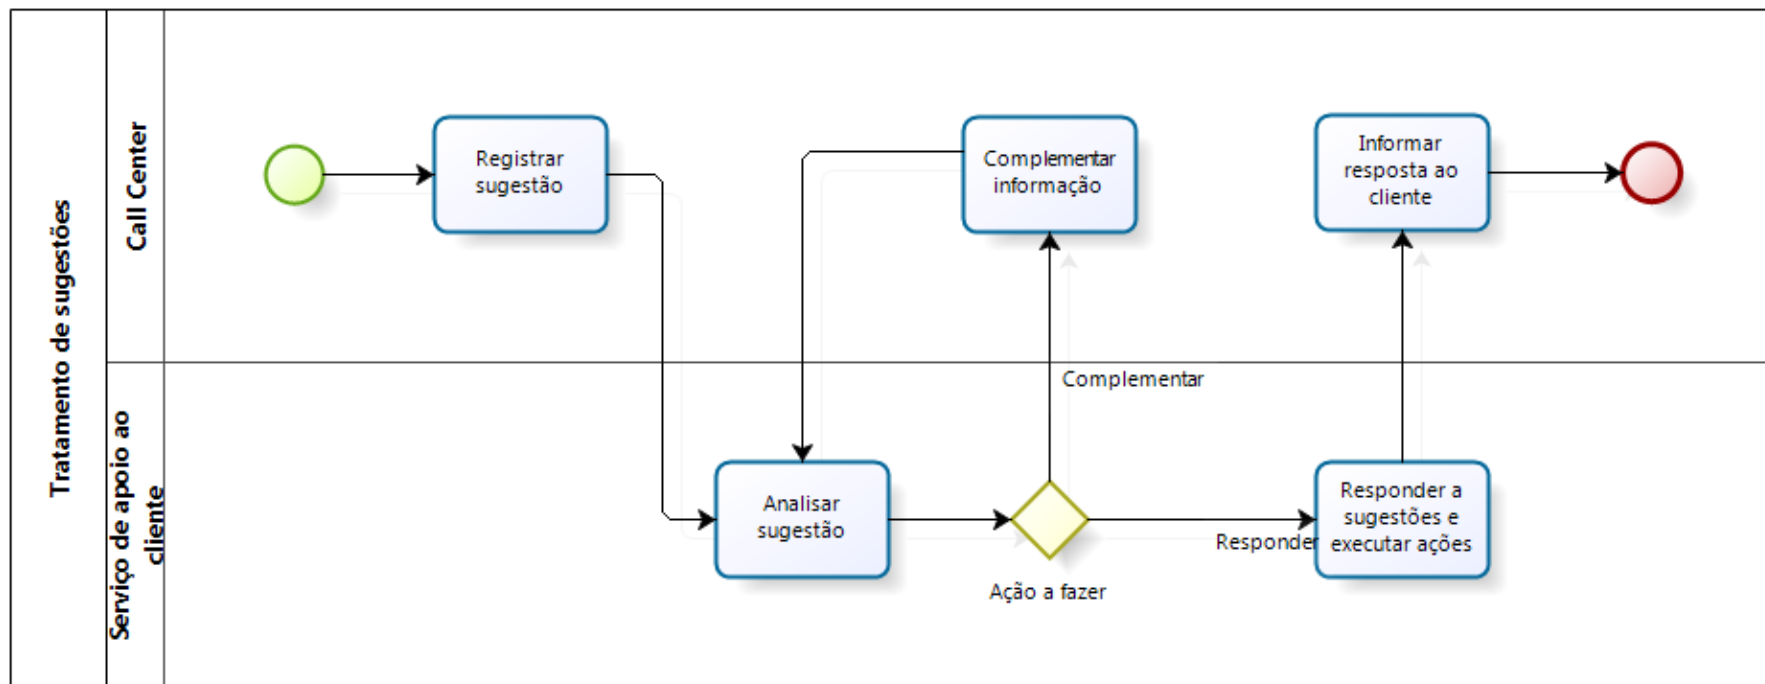 Tratamento de sugestões
Call Center
Registrar
sugestão
Complementar
informação
Informar
resposta ao
cliente
Serviço de apoio ao
cliente
Complementar
Analisar
sugestão
Ação a fazer
Responder
Responder a
sugestões e
executar ações